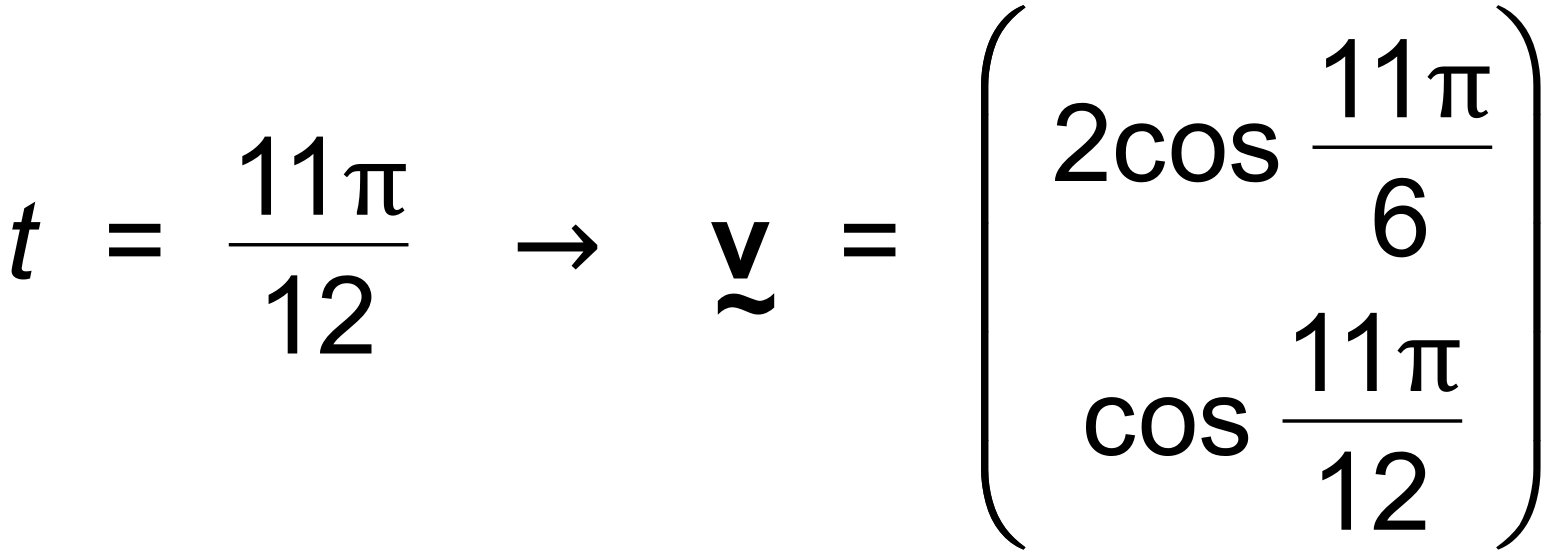 t = 11π/12 → v̰ = (2cos 11π/6
cos 11π/12)